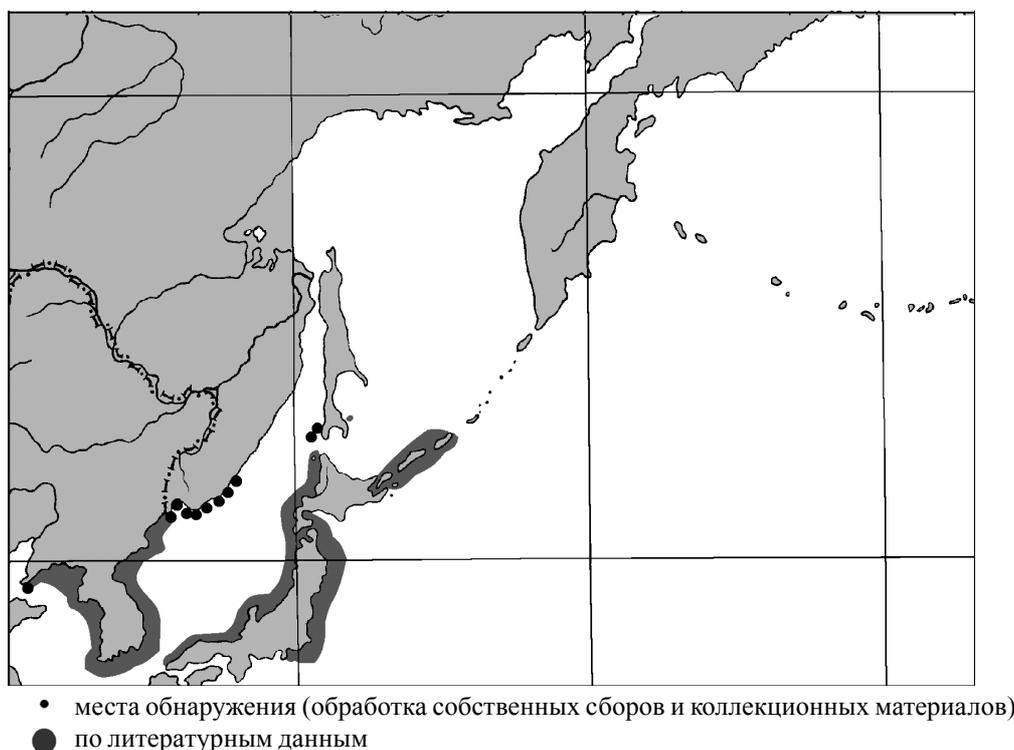 места обнаружения (обработка собственных сборов и коллекционных материалов)
по литературным данным